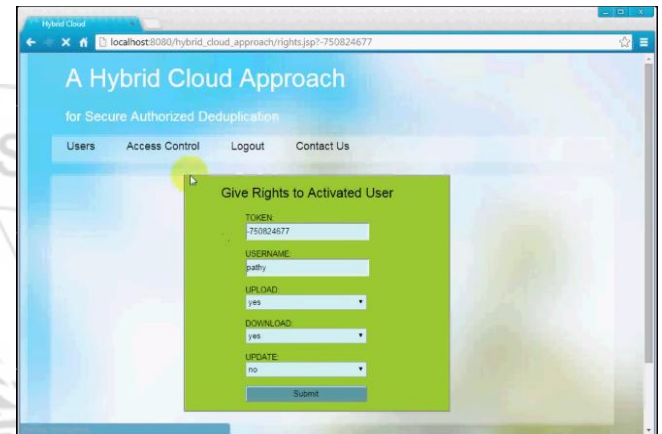 Hybrid Cloud
localhost:8080/hybrid_cloud_approach/rights.jsp?-750824677
A Hybrid Cloud Approach
for Secure Authorized Deduplication
Users Access Control Logout Contact Us
Give Rights to Activated User
TOKEN:
-750824677
USERNAME:
pathy
UPLOAD:
yes
DOWNLOAD:
yes
UPDATE:
no
Submit